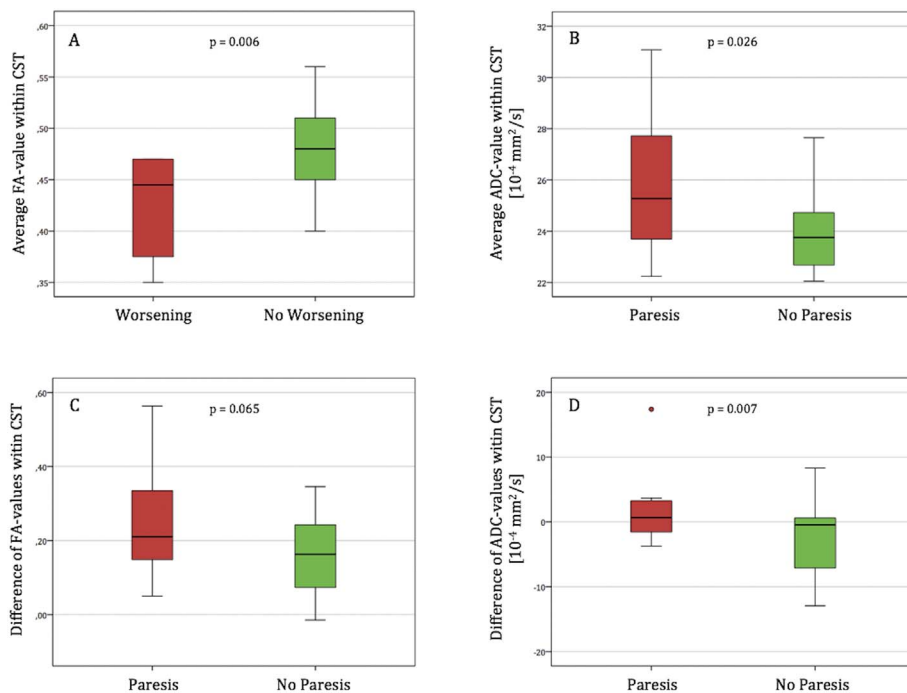 A
p = 0.006
Average FA-value within CST
,60
,55
,50
,45
,40
,35
Worsening
No Worsening
B
p = 0.026
Average ADC-value within CST
[10⁻⁴ mm²/s]
32
28
26
24
22
Paresis
No Paresis
C
p = 0.065
Difference of FA-values witin CST
,60
,40
,20
,00
Paresis
No Paresis
D
p = 0.007
Difference of ADC-values witin CST
[10⁻⁴ mm²/s]
20
10
0
-10
-20
Paresis
No Paresis